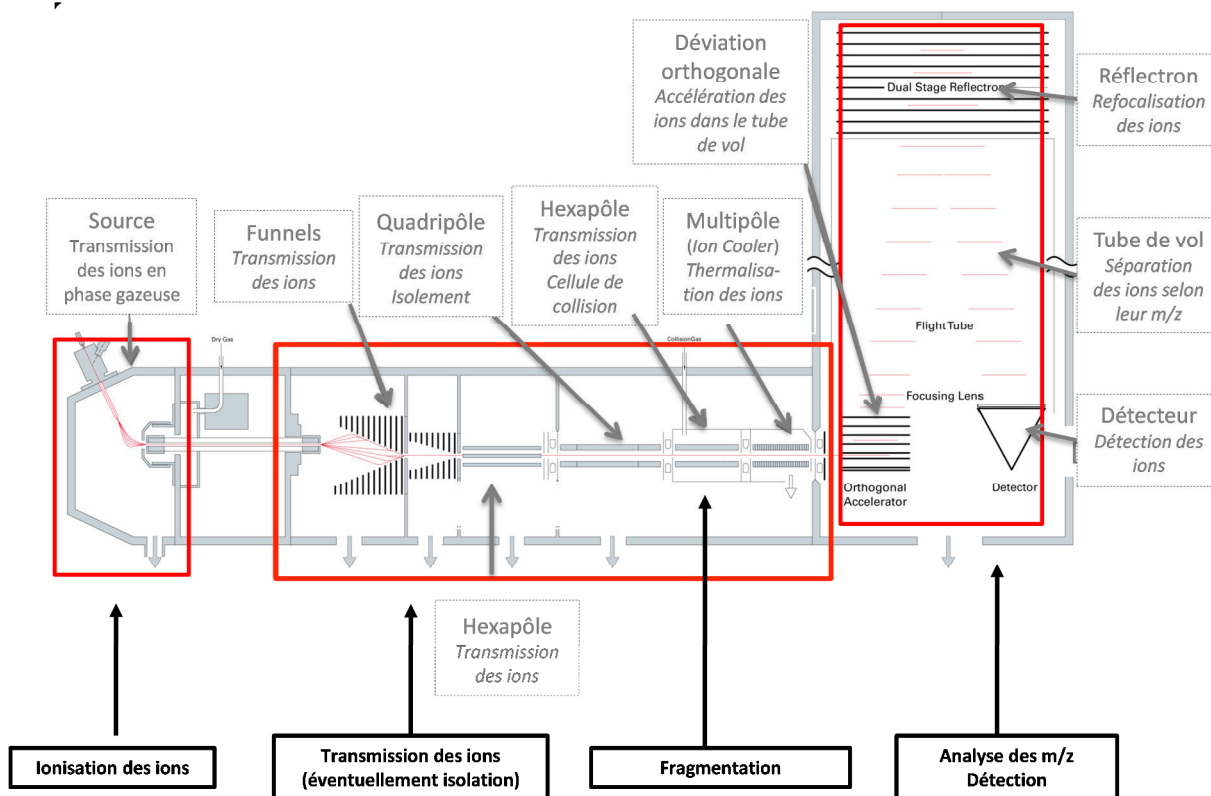 Déviation
orthogonale
Accélération des
ions dans le tube
de vol
Dual Stage Reflectron
Réflectron
Refocalisation
des ions
Source
Transmission
des ions en
phase gazeuse
Funnels
Transmission
des ions
Quadripôle
Transmission
des ions
Isolement
Hexapôle
Transmission
des ions
Cellule de
collision
Multipôle
(Ion Cooler)
Thermalisa-
tion des ions
Tube de vol
Séparation
des ions selon
leur m/z
Flight Tube
Dry Gas
CollisionGas
Focusing Lens
Détecteur
Détection des
ions
Orthogonal
Accelerator
Detector
Hexapôle
Transmission
des ions
Ionisation des ions
Transmission des ions
(éventuellement isolation)
Fragmentation
Analyse des m/z
Détection